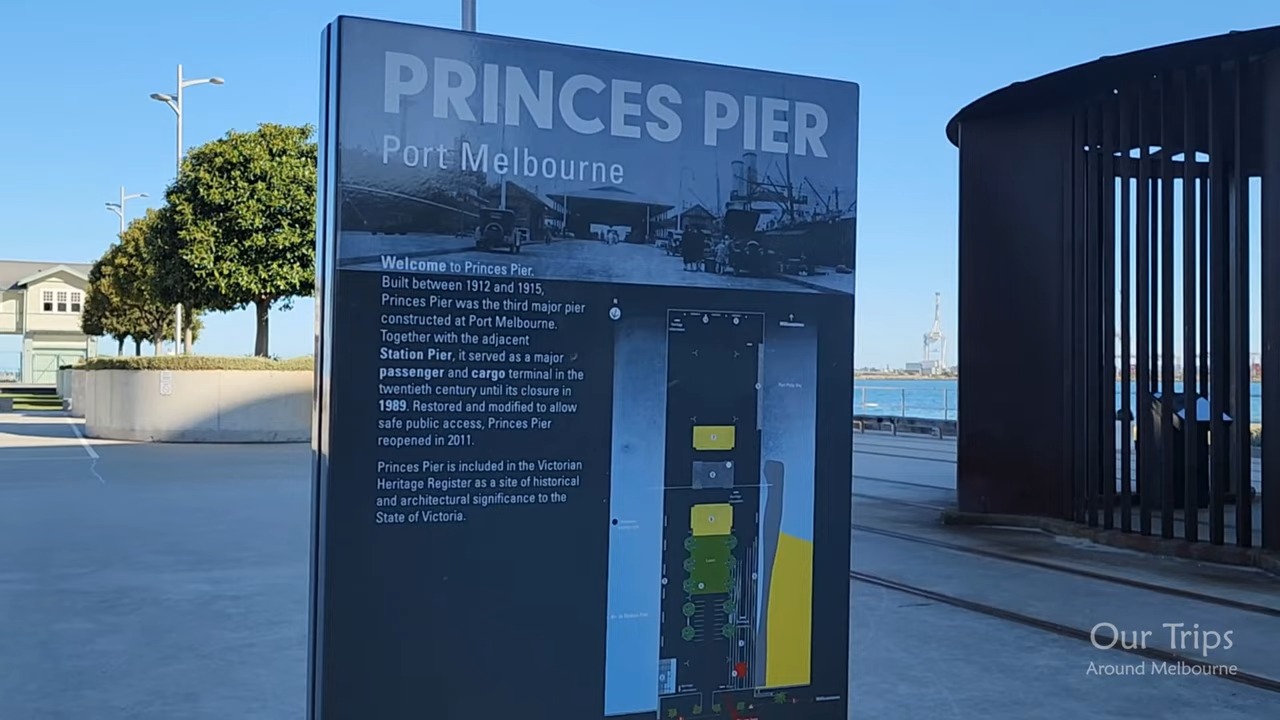 PRINCES PIER
Port Melbourne
Welcome to Princes Pier.
Built between 1912 and 1915,
Princes Pier was the third major pier
constructed at Port Melbourne.
Together with the adjacent
Station Pier, it served as a major
passenger and cargo terminal in the
twentieth century until its closure in
1989. Restored and modified to allow
safe public access, Princes Pier
reopened in 2011.
Princes Pier is included in the Victorian
Heritage Register as a site of historical
and architectural significance to the
State of Victoria.
N
Our Trips
Around Melbourne